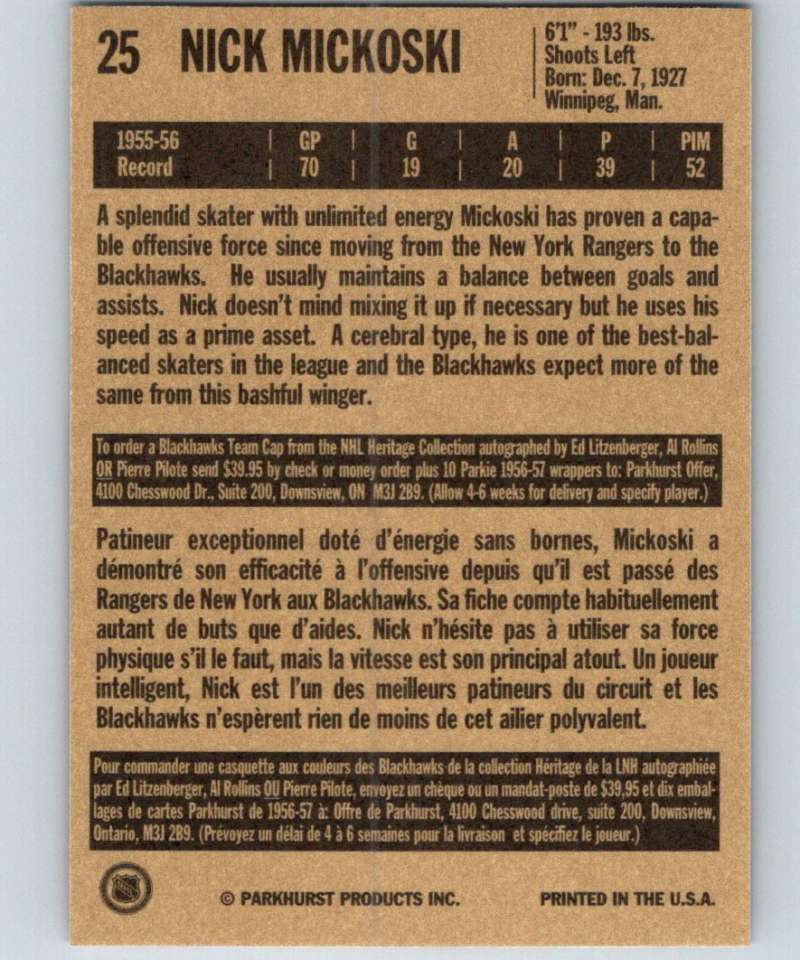 25 NICK MICKOSKI
6'1" - 193 lbs.
Shoots Left
Born: Dec. 7, 1927
Winnipeg, Man.
1955-56 GP G A P PIM
Record 70 19 20 39 52
A splendid skater with unlimited energy Mickoski has proven a capa-
ble offensive force since moving from the New York Rangers to the
Blackhawks. He usually maintains a balance between goals and
assists. Nick doesn't mind mixing it up if necessary but he uses his
speed as a prime asset. A cerebral type, he is one of the best-bal-
anced skaters in the league and the Blackhawks expect more of the
same from this bashful winger.
To order a Blackhawks Team Cap from the NHL Heritage Collection autographed by Ed Litzenberger, Al Rollins
OR Pierre Pilote send $39.95 by check or money order plus 10 Parkie 1956-57 wrappers to: Parkhurst Offer,
4100 Chesswood Dr., Suite 200, Downsview, ON M3J 2B9. (Allow 4-6 weeks for delivery and specify player.)
Patineur exceptionnel doté d'énergie sans bornes, Mickoski a
démontré son efficacité à l'offensive depuis qu'il est passé des
Rangers de New York aux Blackhawks. Sa fiche compte habituellement
autant de buts que d'aides. Nick n'hésite pas à utiliser sa force
physique s'il le faut, mais la vitesse est son principal atout. Un joueur
intelligent, Nick est l'un des meilleurs patineurs du circuit et les
Blackhawks n'espèrent rien de moins de cet ailier polyvalent.
Pour commander une casquette aux couleurs des Blackhawks de la collection Héritage de la LNH autographiée
par Ed Litzenberger, Al Rollins OU Pierre Pilote, envoyez un chèque ou un mandat-poste de $39,95 et dix embal-
lages de cartes Parkhurst de 1956-57 à: Offre de Parkhurst, 4100 Chesswood drive, suite 200, Downsview,
Ontario, M3J 2B9. (Prévoyez un délai de 4 à 6 semaines pour la livraison et spécifiez le joueur.)
NHL
© PARKHURST PRODUCTS INC. PRINTED IN THE U.S.A.